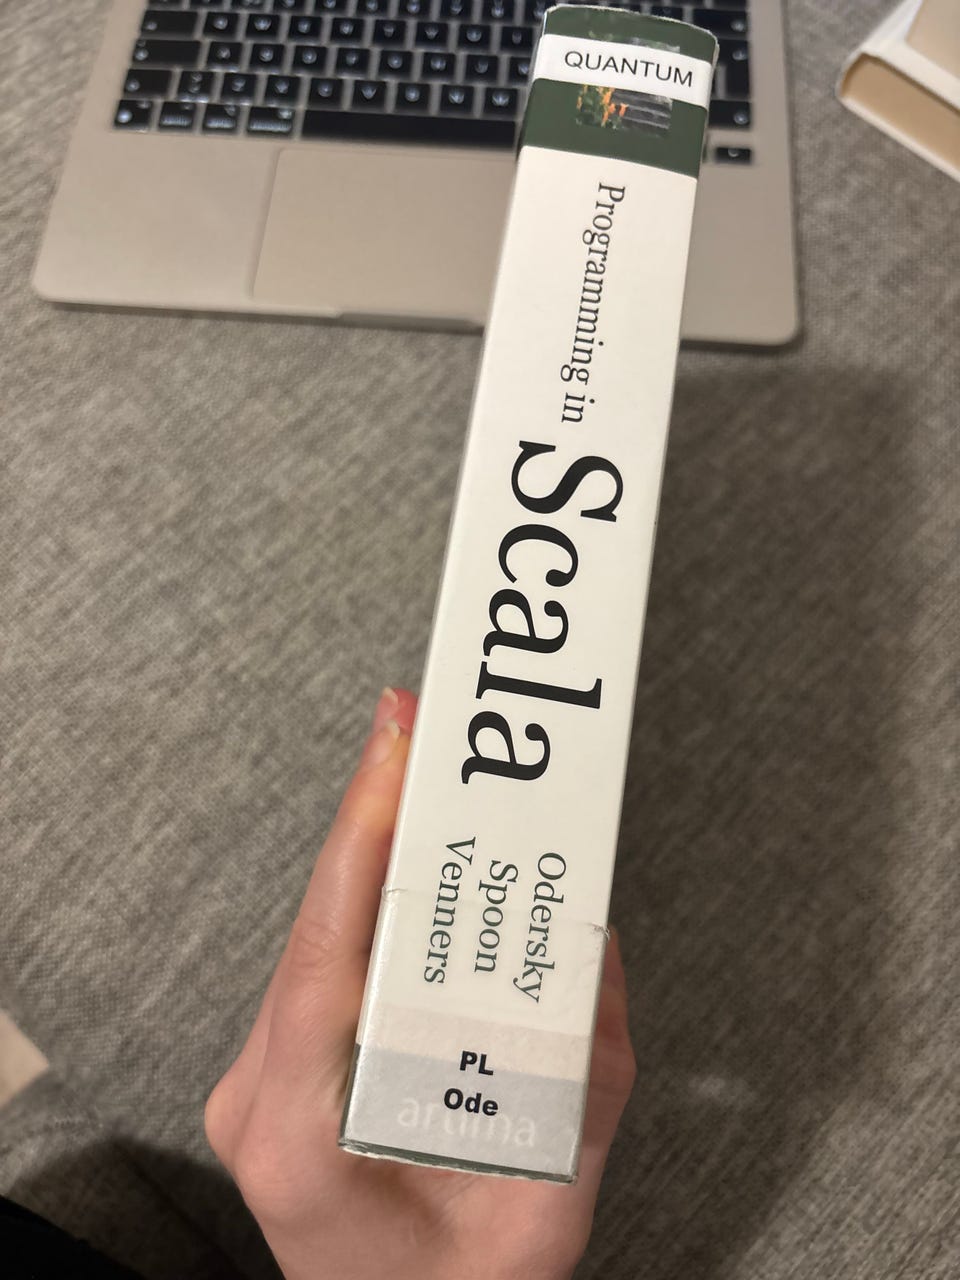 QUANTUM
Programming in
Scala
Odersky
Spoon
Venners
PL
Ode
artima